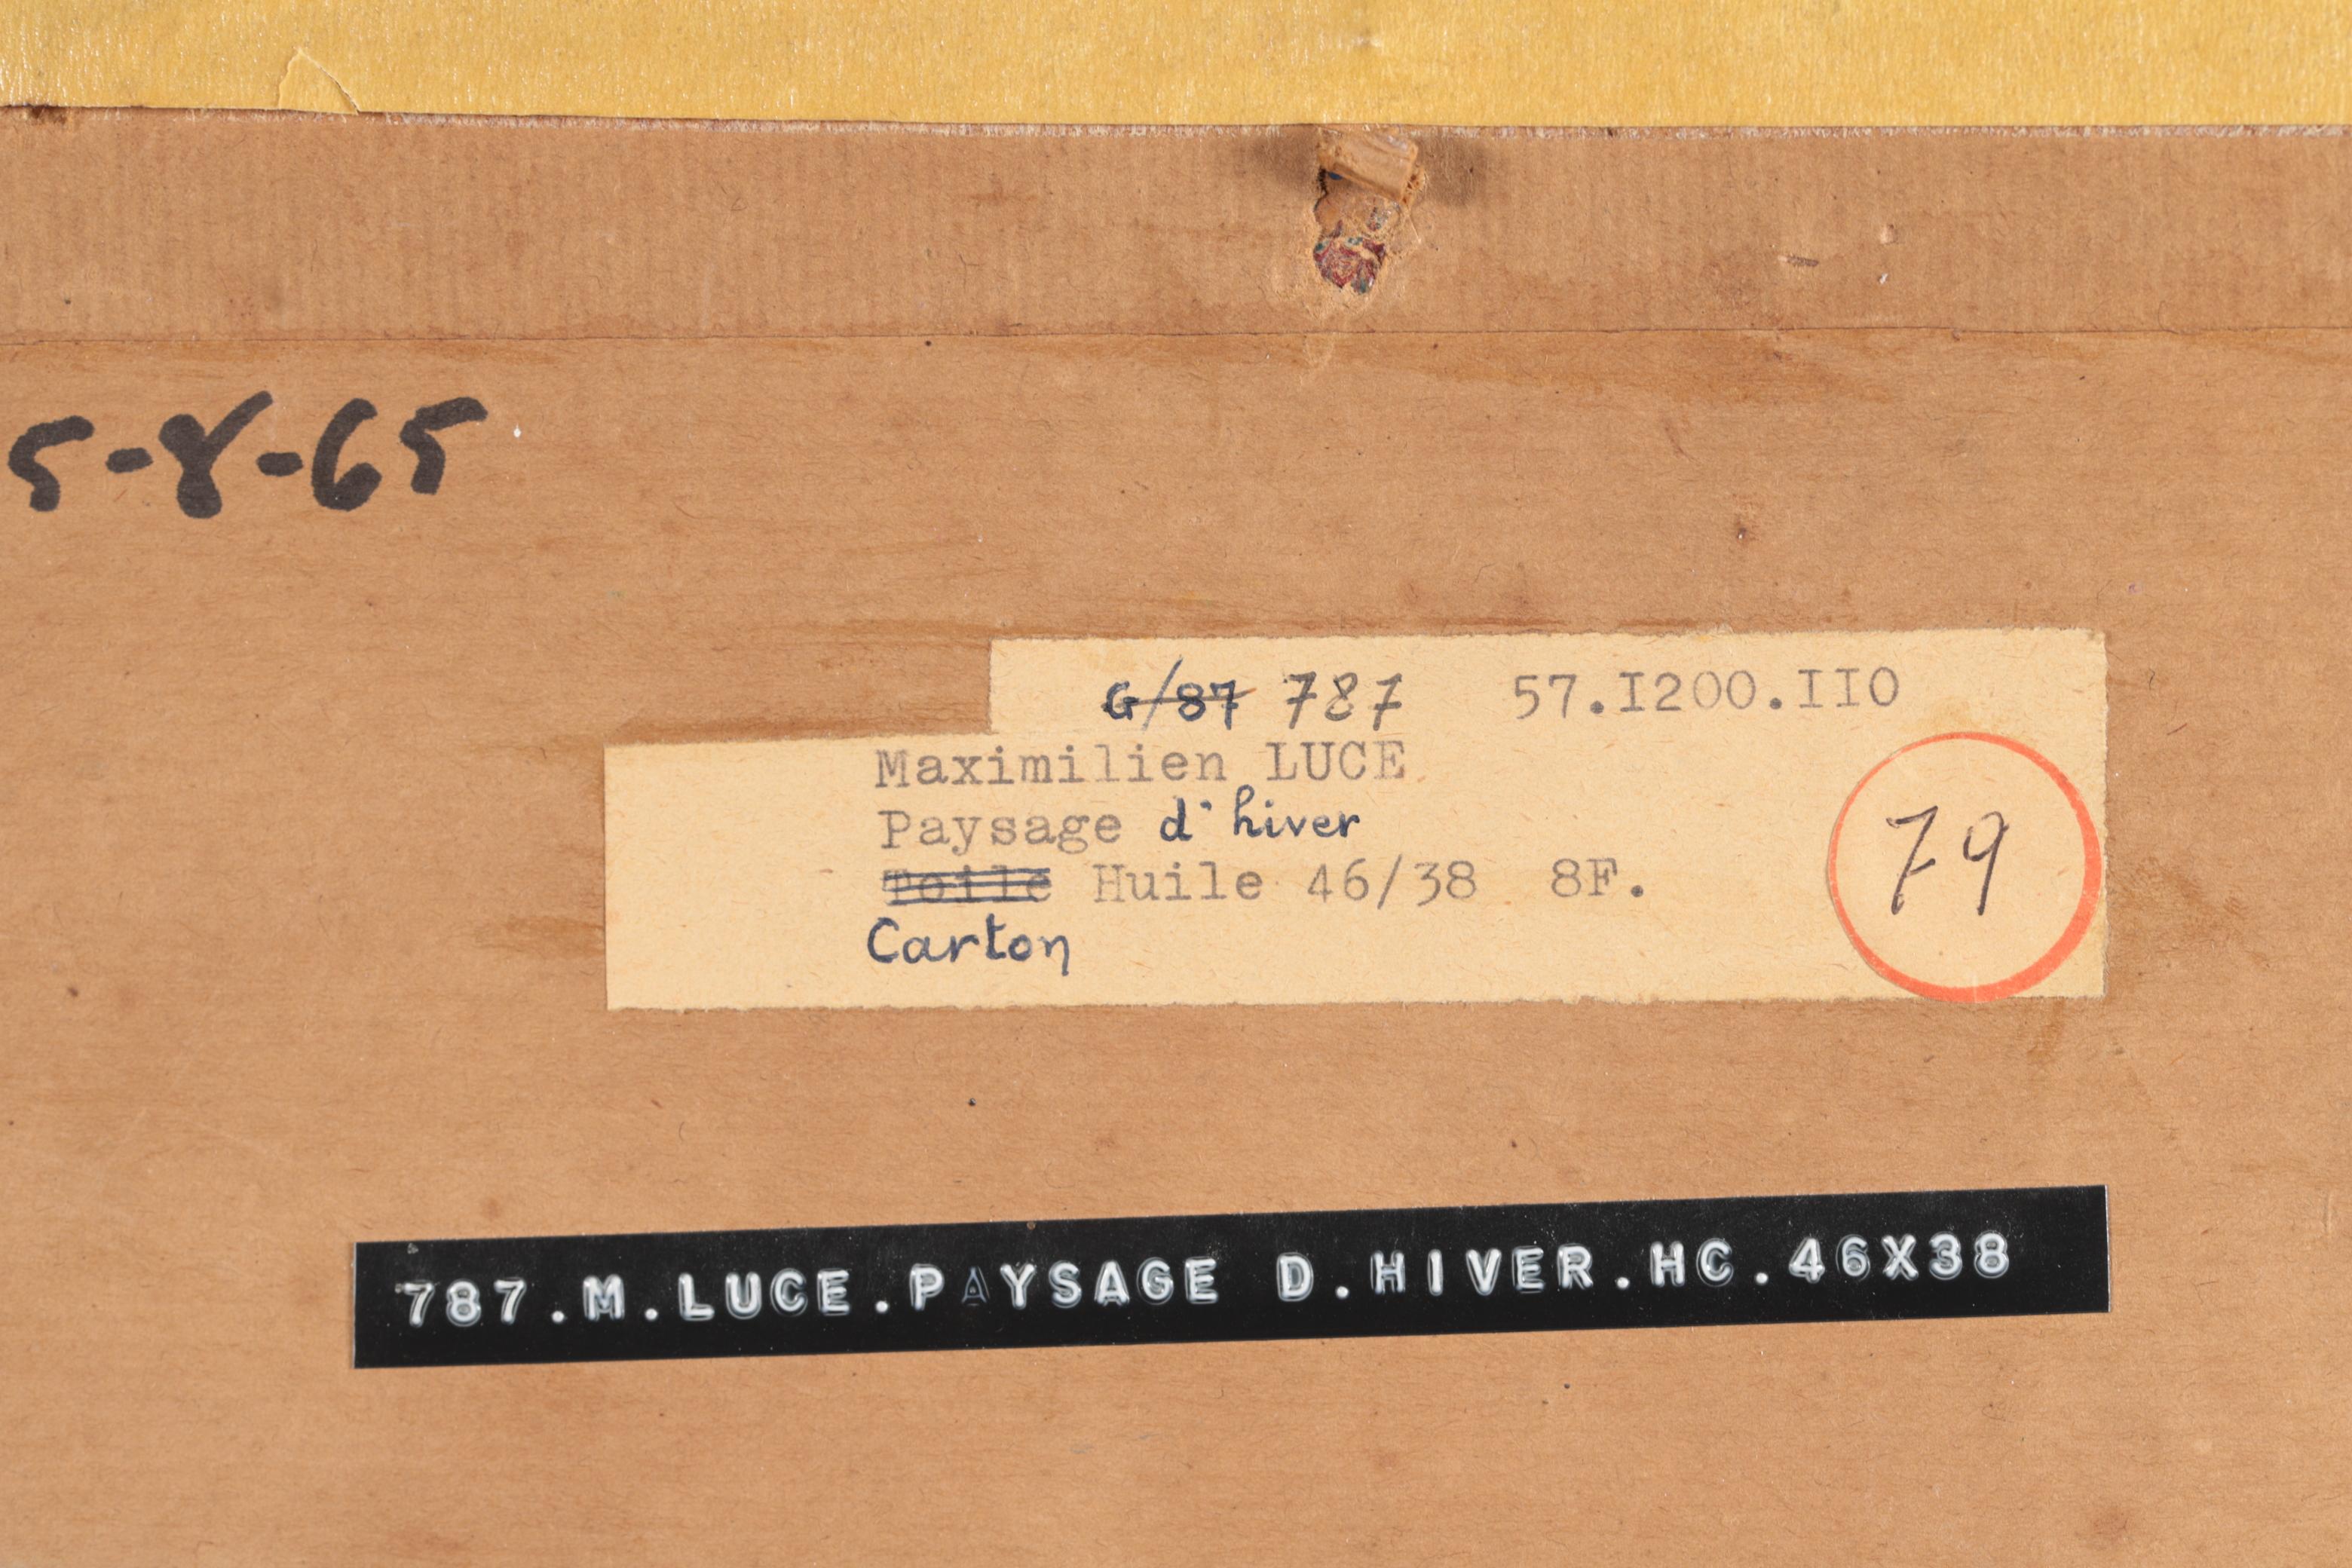 5-8-65
G/87 787 57.I200.IIO
Maximilien LUCE
Paysage d'hiver
Toile Huile 46/38 8F.
Carton
79
787.M.LUCE.PAYSAGE D.HIVER.HC.46X38